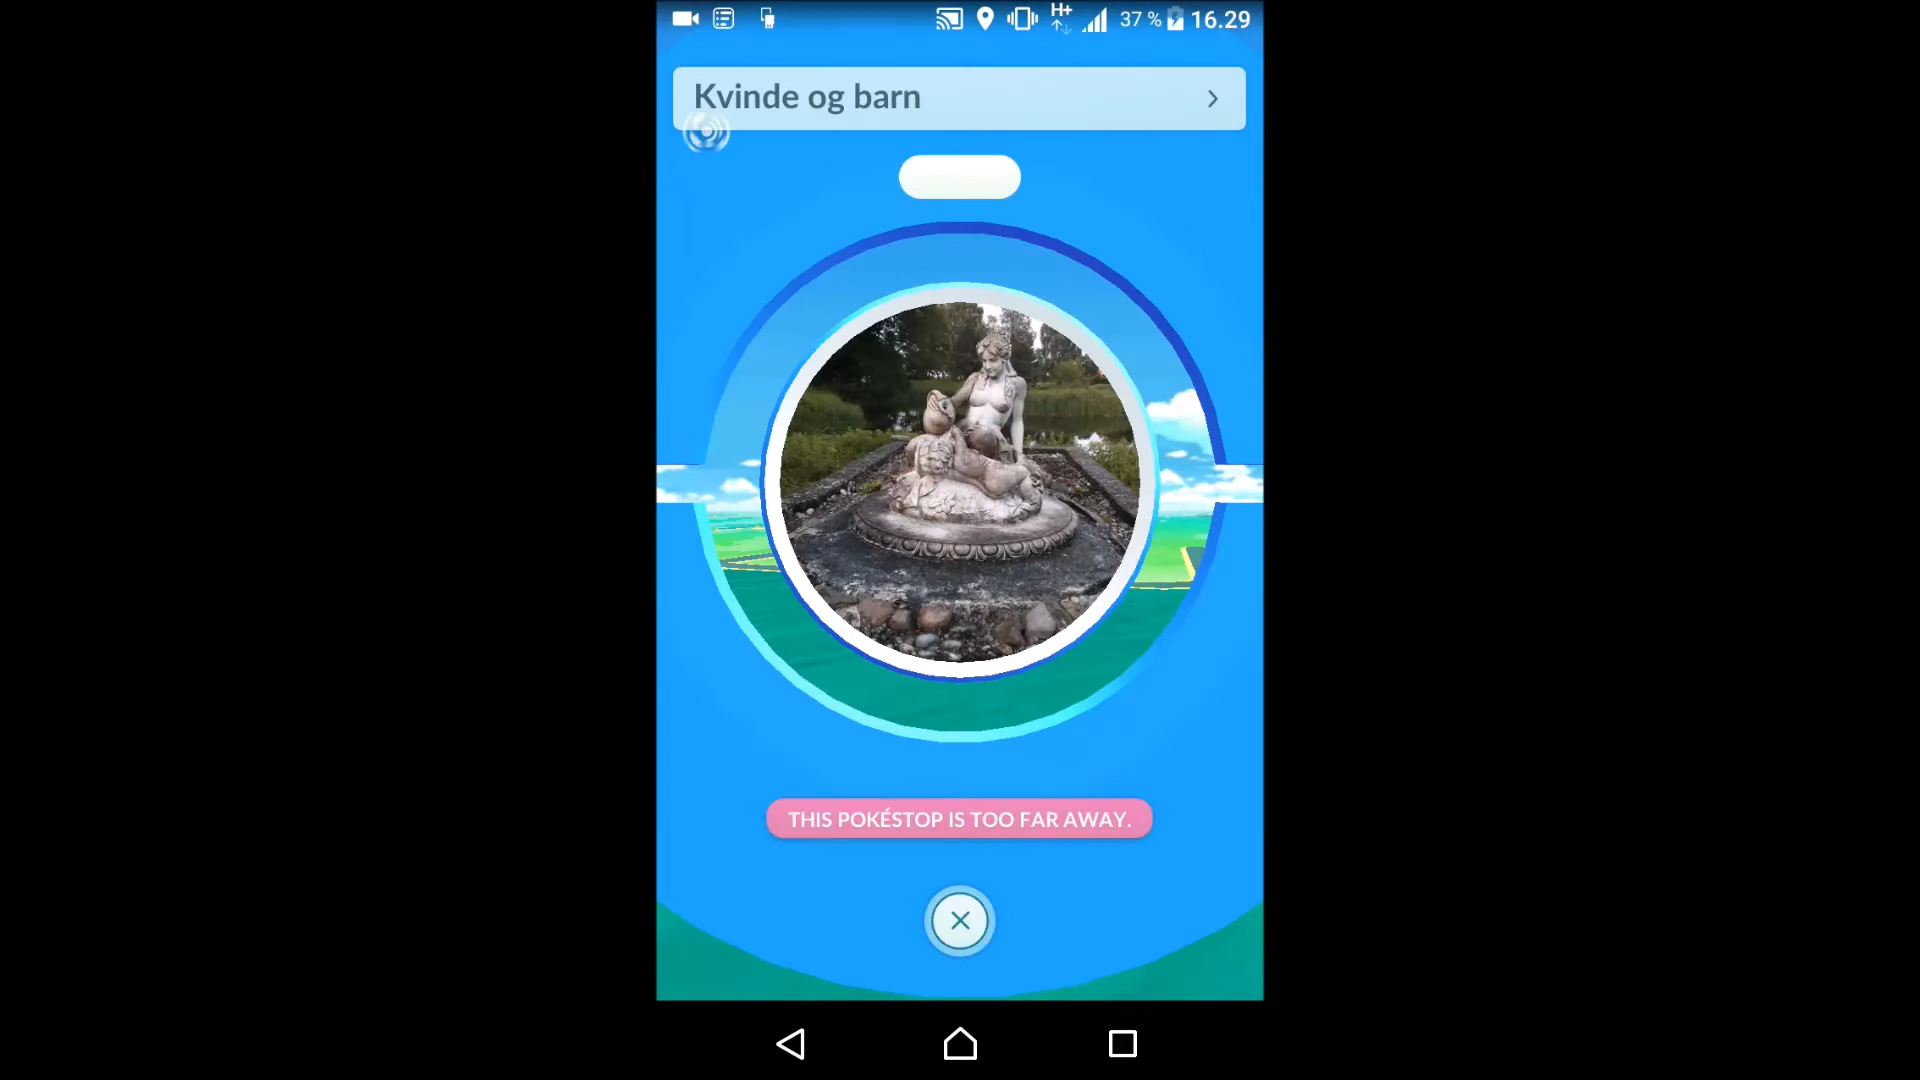 H+ 37 % 16.29
Kvinde og barn
THIS POKÉSTOP IS TOO FAR AWAY.